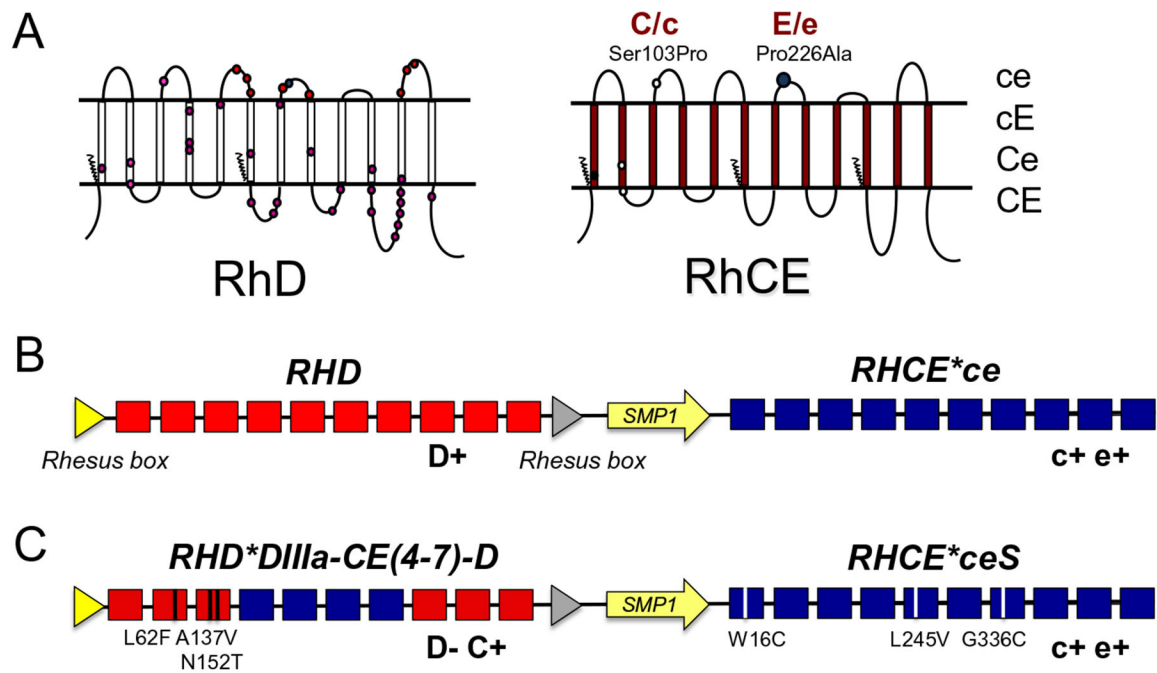 A
C/c
E/e
Ser103Pro
Pro226Ala
ce
cE
Ce
CE
RhD
RhCE
B
RHD
RHCE*ce
SMP1
Rhesus box
D+
Rhesus box
c+ e+
C
RHD*DIIIa-CE(4-7)-D
RHCE*ceS
SMP1
L62F A137V
N152T
D- C+
W16C
L245V
G336C
c+ e+